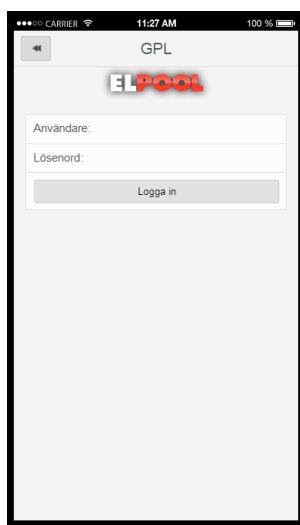 CARRIER 11:27 AM 100 %
GPL
ELPOOL
Användare:
Lösenord:
Logga in